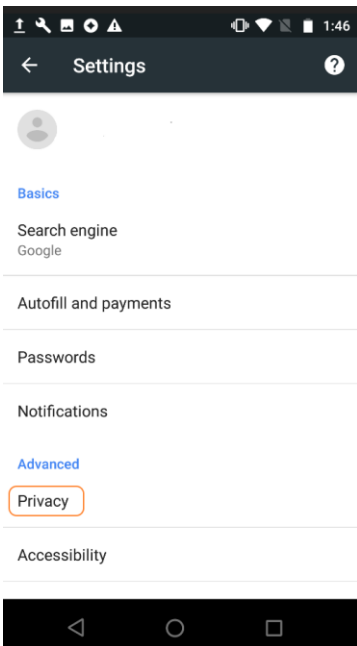 1:46
Settings
?
Basics
Search engine
Google
Autofill and payments
Passwords
Notifications
Advanced
Privacy
Accessibility